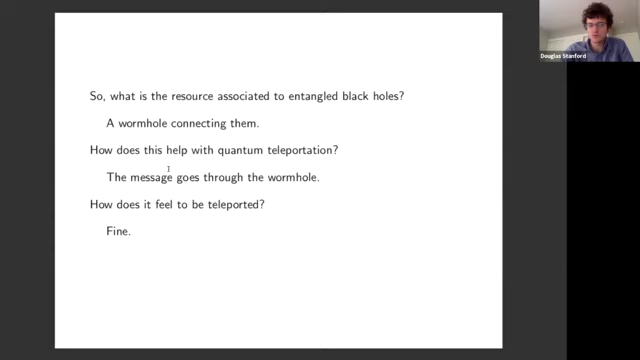 Douglas Stanford
So, what is the resource associated to entangled black holes?
A wormhole connecting them.
How does this help with quantum teleportation?
The message goes through the wormhole.
How does it feel to be teleported?
Fine.